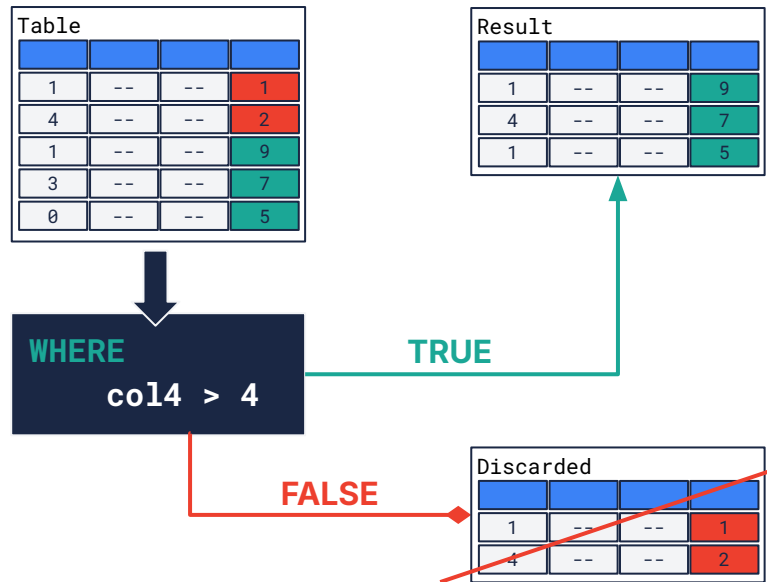 Table
1 -- -- 1
4 -- -- 2
1 -- -- 9
3 -- -- 7
0 -- -- 5
Result
1 -- -- 9
4 -- -- 7
1 -- -- 5
WHERE
col4 > 4
TRUE
FALSE
Discarded
1 -- -- 1
4 -- -- 2